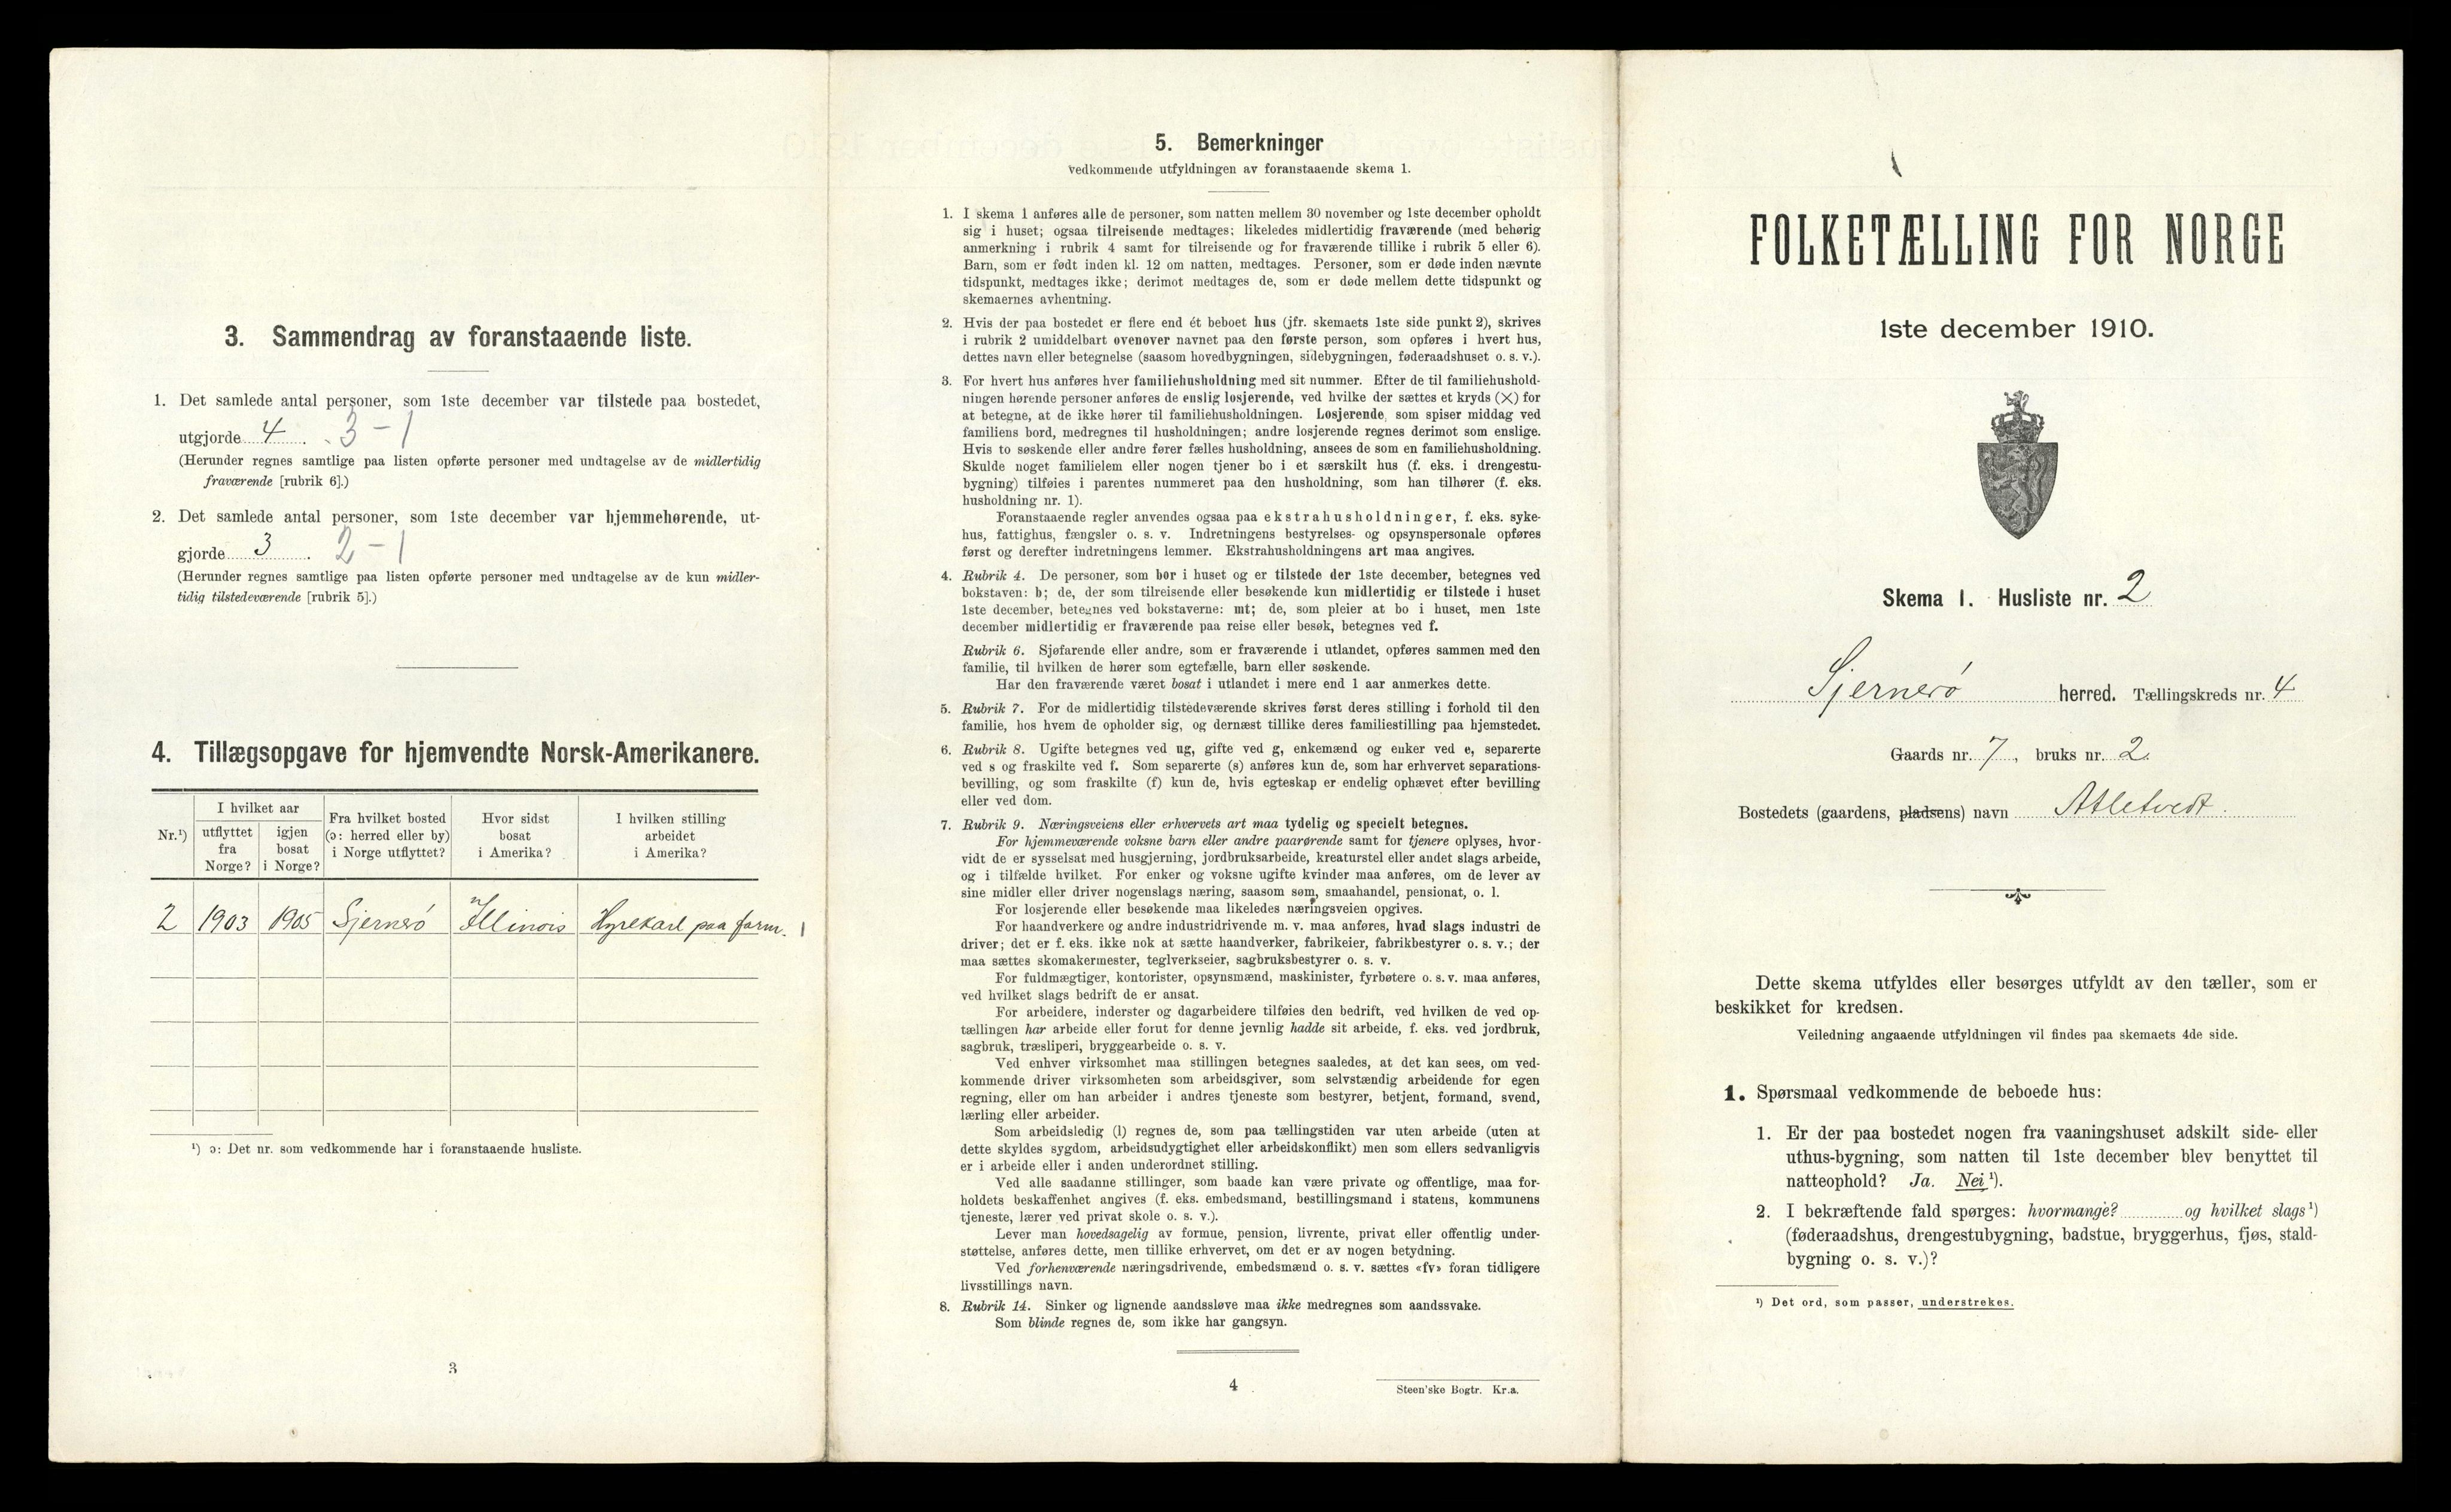 3. Sammendrag av foranstaaende liste.
1. Det samlede antal personer, som 1ste december var tilstede paa bostedet,
utgjorde 4 . 3 – 1
(Herunder regnes samtlige paa listen opførte personer med undtagelse av de midlertidig
fraværende [rubrik 6].)
2. Det samlede antal personer, som 1ste december var hjemmehørende, ut-
gjorde 3 . 2 – 1
(Herunder regnes samtlige paa listen opførte personer med undtagelse av de kun midler-
tidig tilstedeværende [rubrik 5].)
4. Tillægsopgave for hjemvendte Norsk-Amerikanere.
Nr.¹) I hvilket aar utflyttet fra Norge? igjen bosat i Norge? Fra hvilket bosted (ɔ: herred eller by) i Norge utflyttet? Hvor sidst bosat i Amerika? I hvilken stilling arbeidet i Amerika?
2 1903 1905 Sjernerö Illinois Hyrekarl paa farm. 1
¹) ɔ: Det nr. som vedkommende har i foranstaaende husliste.
3
5. Bemerkninger
vedkommende utfyldningen av foranstaaende skema 1.
1. I skema 1 anføres alle de personer, som natten mellem 30 november og 1ste december opholdt
sig i huset; ogsaa tilreisende medtages; likeledes midlertidig fraværende (med behørig
anmerkning i rubrik 4 samt for tilreisende og for fraværende tillike i rubrik 5 eller 6).
Barn, som er født inden kl. 12 om natten, medtages. Personer, som er døde inden nævnte
tidspunkt, medtages ikke; derimot medtages de, som er døde mellem dette tidspunkt og
skemaernes avhentning.
2. Hvis der paa bostedet er flere end ét beboet hus (jfr. skemaets 1ste side punkt 2), skrives
i rubrik 2 umiddelbart ovenover navnet paa den første person, som opføres i hvert hus,
dettes navn eller betegnelse (saasom hovedbygningen, sidebygningen, føderaadshuset o. s. v.).
3. For hvert hus anføres hver familiehusholdning med sit nummer. Efter de til familiehushold-
ningen hørende personer anføres de enslig losjerende, ved hvilke der sættes et kryds (×) for
at betegne, at de ikke hører til familiehusholdningen. Losjerende, som spiser middag ved
familiens bord, medregnes til husholdningen; andre losjerende regnes derimot som enslige.
Hvis to søskende eller andre fører fælles husholdning, ansees de som en familiehusholdning.
Skulde noget familielem eller nogen tjener bo i et særskilt hus (f. eks. i drengestu-
bygning) tilføies i parentes nummeret paa den husholdning, som han tilhører (f. eks.
husholdning nr. 1).
Foranstaaende regler anvendes ogsaa paa ekstrahusholdninger, f. eks. syke-
hus, fattighus, fængsler o. s. v. Indretningens bestyrelses- og opsynspersonale opføres
først og derefter indretningens lemmer. Ekstrahusholdningens art maa angives.
4. Rubrik 4. De personer, som bor i huset og er tilstede der 1ste december, betegnes ved
bokstaven: b; de, der som tilreisende eller besøkende kun midlertidig er tilstede i huset
1ste december, betegnes ved bokstaverne: mt; de, som pleier at bo i huset, men 1ste
december midlertidig er fraværende paa reise eller besøk, betegnes ved f.
Rubrik 6. Sjøfarende eller andre, som er fraværende i utlandet, opføres sammen med den
familie, til hvilken de hører som egtefælle, barn eller søskende.
Har den fraværende været bosat i utlandet i mere end 1 aar anmerkes dette.
5. Rubrik 7. For de midlertidig tilstedeværende skrives først deres stilling i forhold til den
familie, hos hvem de opholder sig, og dernæst tillike deres familiestilling paa hjemstedet.
6. Rubrik 8. Ugifte betegnes ved ug, gifte ved g, enkemænd og enker ved e, separerte
ved s og fraskilte ved f. Som separerte (s) anføres kun de, som har erhvervet separations-
bevilling, og som fraskilte (f) kun de, hvis egteskap er endelig ophævet efter bevilling
eller ved dom.
7. Rubrik 9. Næringsveiens eller erhvervets art maa tydelig og specielt betegnes.
For hjemmeværende voksne barn eller andre paarørende samt for tjenere oplyses, hvor-
vidt de er sysselsat med husgjerning, jordbruksarbeide, kreaturstel eller andet slags arbeide,
og i tilfælde hvilket. For enker og voksne ugifte kvinder maa anføres, om de lever av
sine midler eller driver nogenslags næring, saasom søm, smaahandel, pensionat, o. l.
For losjerende eller besøkende maa likeledes næringsveien opgives.
For haandverkere og andre industridrivende m. v. maa anføres, hvad slags industri de
driver; det er f. eks. ikke nok at sætte haandverker, fabrikeier, fabrikbestyrer o. s. v.; der
maa sættes skomakermester, teglverkseier, sagbruksbestyrer o. s. v.
For fuldmægtiger, kontorister, opsynsmænd, maskinister, fyrbøtere o. s. v. maa anføres,
ved hvilket slags bedrift de er ansat.
For arbeidere, inderster og dagarbeidere tilføies den bedrift, ved hvilken de ved op-
tællingen har arbeide eller forut for denne jevnlig hadde sit arbeide, f. eks. ved jordbruk,
sagbruk, træsliperi, bryggearbeide o. s. v.
Ved enhver virksomhet maa stillingen betegnes saaledes, at det kan sees, om ved-
kommende driver virksomheten som arbeidsgiver, som selvstændig arbeidende for egen
regning, eller om han arbeider i andres tjeneste som bestyrer, betjent, formand, svend,
lærling eller arbeider.
Som arbeidsledig (l) regnes de, som paa tællingstiden var uten arbeide (uten at
dette skyldes sygdom, arbeidsudygtighet eller arbeidskonflikt) men som ellers sedvanligvis
er i arbeide eller i anden underordnet stilling.
Ved alle saadanne stillinger, som baade kan være private og offentlige, maa for-
holdets beskaffenhet angives (f. eks. embedsmand, bestillingsmand i statens, kommunens
tjeneste, lærer ved privat skole o. s. v.).
Lever man hovedsagelig av formue, pension, livrente, privat eller offentlig under-
støttelse, anføres dette, men tillike erhvervet, om det er av nogen betydning.
Ved forhenværende næringsdrivende, embedsmænd o. s. v. sættes «fv» foran tidligere
livsstillings navn.
8. Rubrik 14. Sinker og lignende aandssløve maa ikke medregnes som aandssvake.
Som blinde regnes de, som ikke har gangsyn.
4
Steen'ske Bogtr. Kr.a.
FOLKETÆLLING FOR NORGE
1ste december 1910.
Skema 1. Husliste nr. 2
Sjernerö herred. Tællingskreds nr. 4
Gaards nr. 7, bruks nr. 2.
Bostedets (gaardens, pladsens) navn Atletvedt.
Dette skema utfyldes eller besørges utfyldt av den tæller, som er
beskikket for kredsen.
Veiledning angaaende utfyldningen vil findes paa skemaets 4de side.
1. Spørsmaal vedkommende de beboede hus:
1. Er der paa bostedet nogen fra vaaningshuset adskilt side- eller
uthus-bygning, som natten til 1ste december blev benyttet til
natteophold? Ja. Nei ¹).
2. I bekræftende fald spørges: hvormange? og hvilket slags ¹)
(føderaadshus, drengestubygning, badstue, bryggerhus, fjøs, stald-
bygning o. s. v.)?
¹) Det ord, som passer, understrekes.